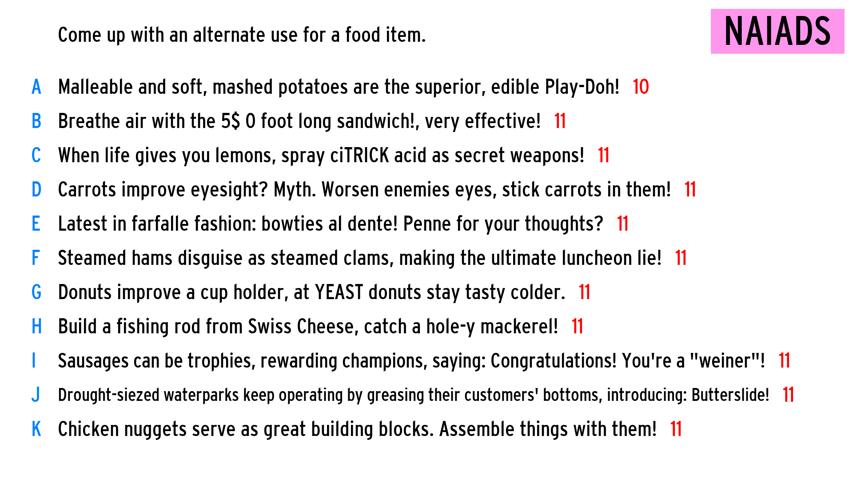 Come up with an alternate use for a food item.
NAIADS
A Malleable and soft, mashed potatoes are the superior, edible Play-Doh! 10
B Breathe air with the 5$ 0 foot long sandwich!, very effective! 11
C When life gives you lemons, spray ciTRICK acid as secret weapons! 11
D Carrots improve eyesight? Myth. Worsen enemies eyes, stick carrots in them! 11
E Latest in farfalle fashion: bowties al dente! Penne for your thoughts? 11
F Steamed hams disguise as steamed clams, making the ultimate luncheon lie! 11
G Donuts improve a cup holder, at YEAST donuts stay tasty colder. 11
H Build a fishing rod from Swiss Cheese, catch a hole-y mackerel! 11
I Sausages can be trophies, rewarding champions, saying: Congratulations! You're a "weiner"! 11
J Drought-siezed waterparks keep operating by greasing their customers' bottoms, introducing: Butterslide! 11
K Chicken nuggets serve as great building blocks. Assemble things with them! 11